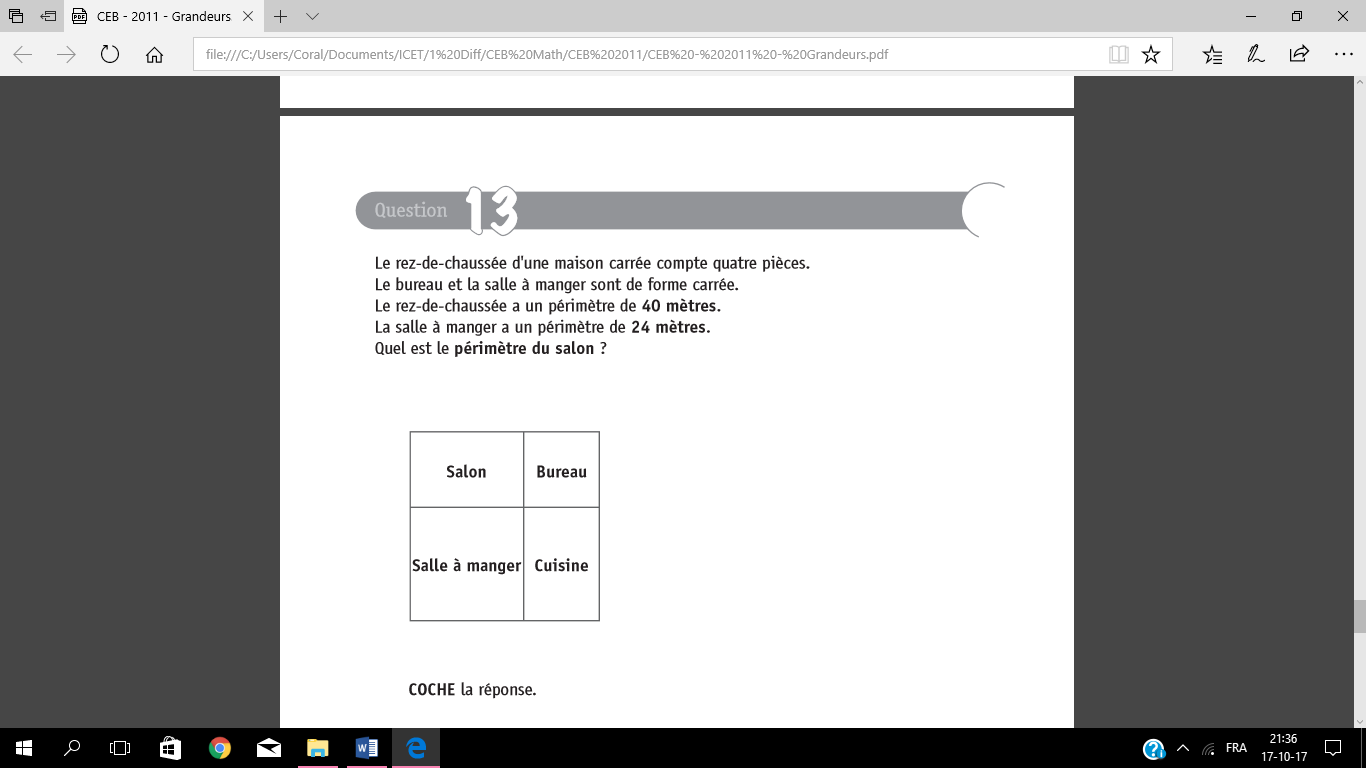 CEB - 2011 - Grandeurs
file:///C:/Users/Coral/Documents/ICET/1%20Diff/CEB%20Math/CEB%202011/CEB%20-%202011%20-%20Grandeurs.pdf
Question 13
Le rez-de-chaussée d'une maison carrée compte quatre pièces.
Le bureau et la salle à manger sont de forme carrée.
Le rez-de-chaussée a un périmètre de 40 mètres.
La salle à manger a un périmètre de 24 mètres.
Quel est le périmètre du salon ?
Salon Bureau
Salle à manger Cuisine
COCHE la réponse.
FRA
21:36
17-10-17